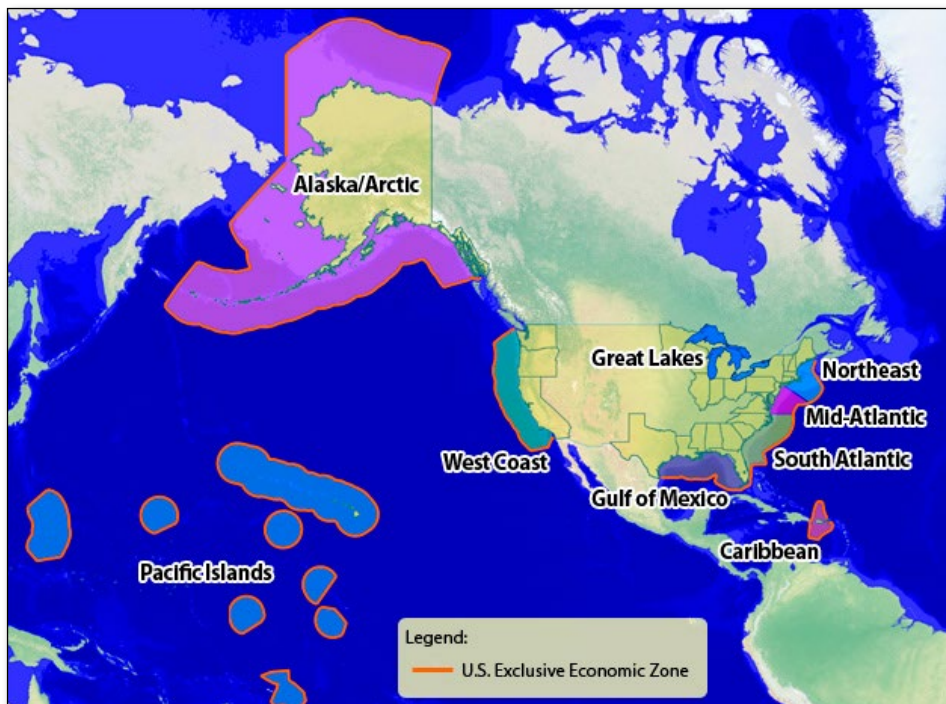 Alaska/Arctic
Great Lakes
Northeast
Mid-Atlantic
West Coast
South Atlantic
Gulf of Mexico
Caribbean
Pacific Islands
Legend:
U.S. Exclusive Economic Zone